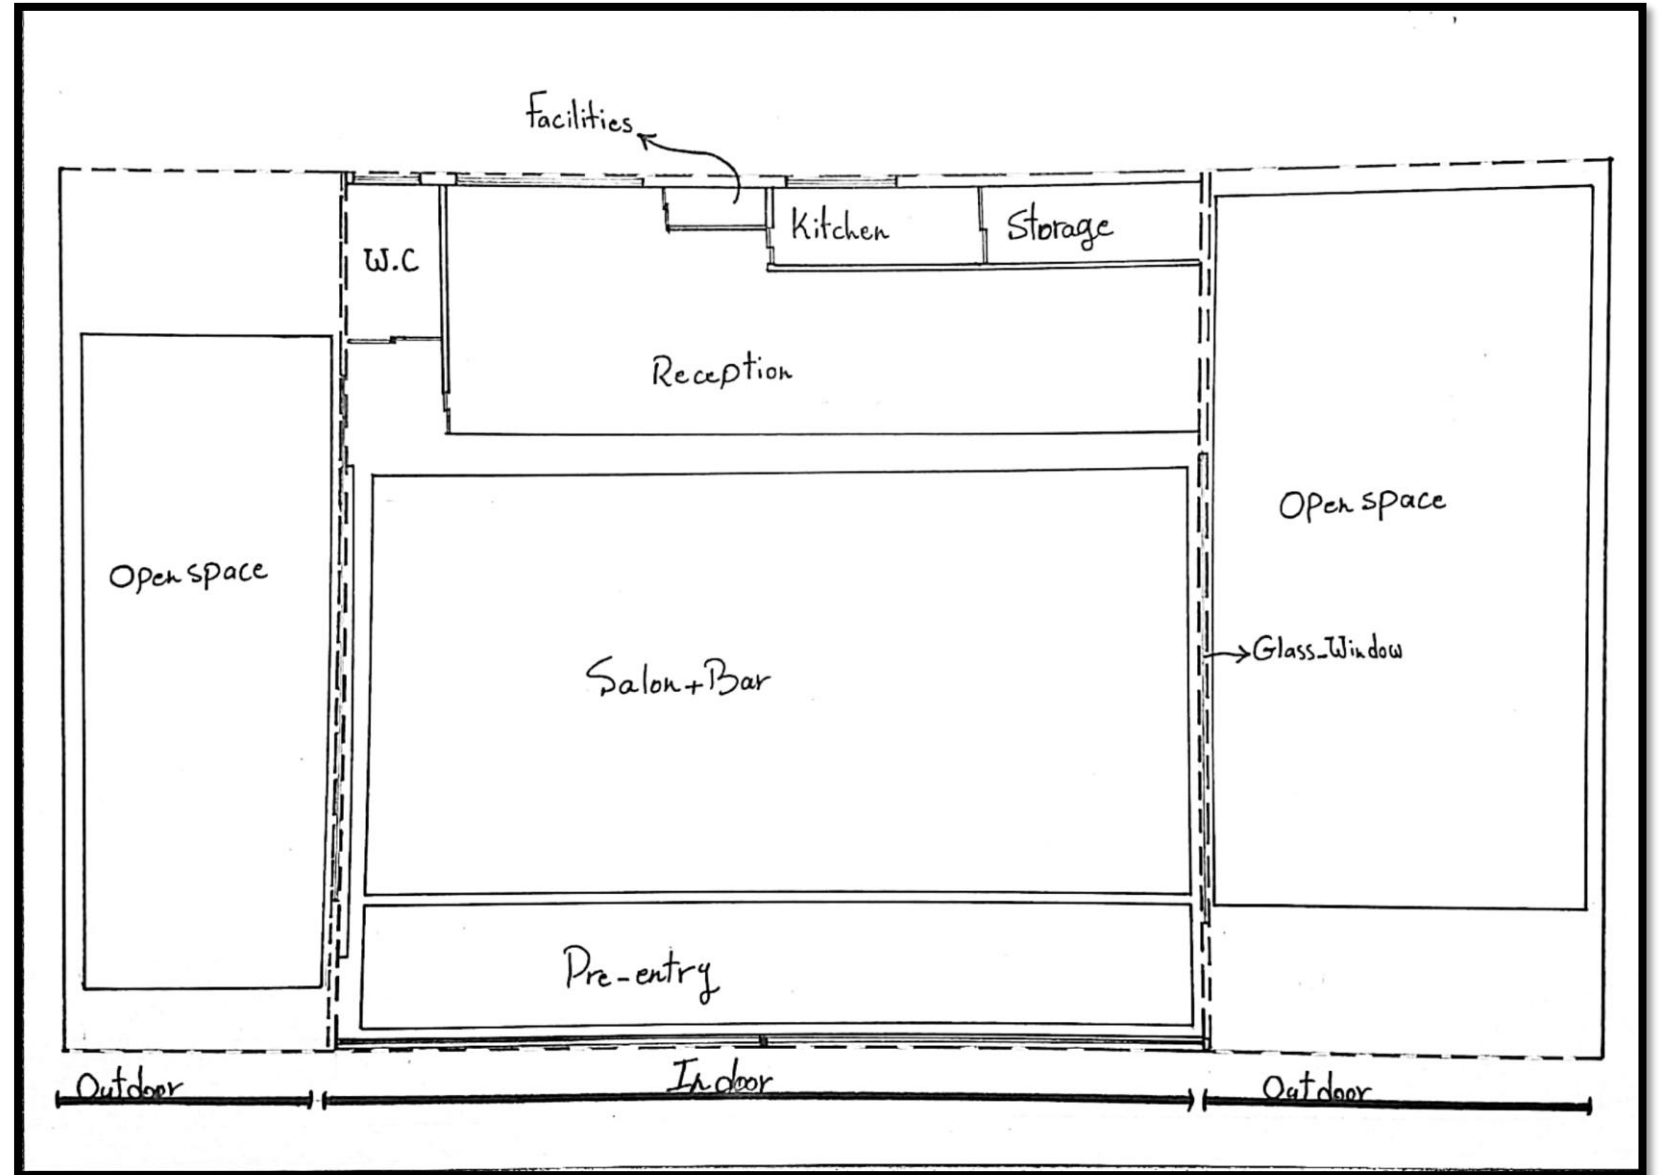 Facilities
Kitchen
Storage
W.C
Reception
Open space
Open space
Glass_Window
Salon+Bar
Pre-entry
Outdoor
Indoor
Outdoor